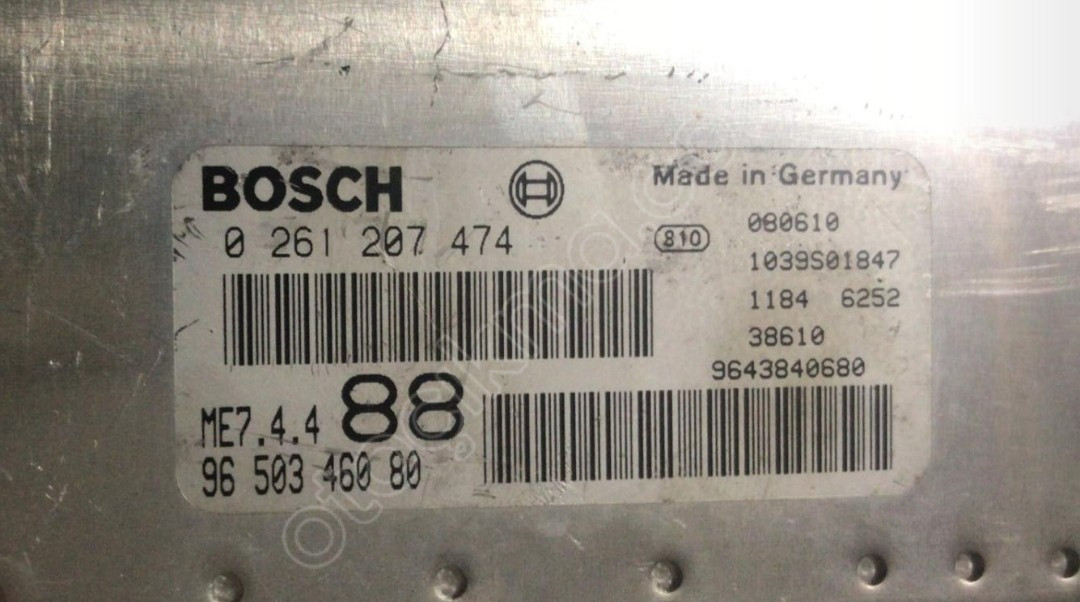 BOSCH
Made in Germany
0 261 207 474
810
080610
1039S01847
1184 6252
38610
9643840680
ME7.4.4 88
96 503 460 80